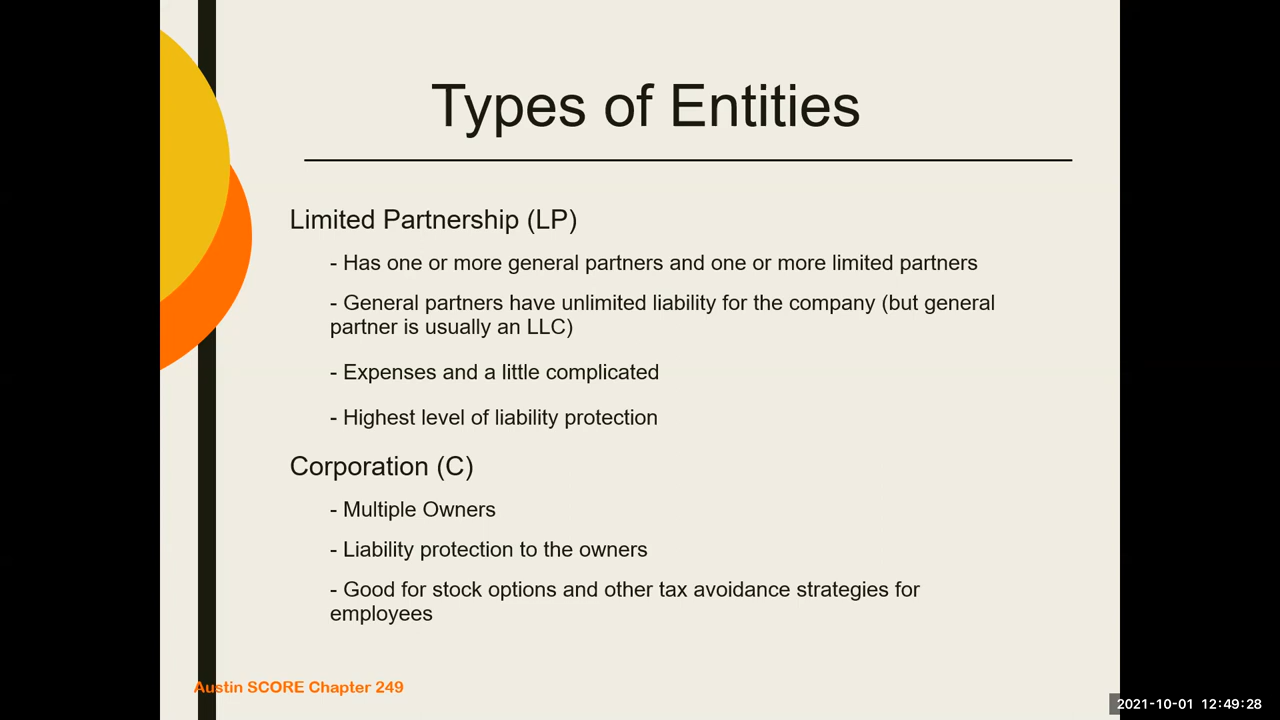 Types of Entities
Limited Partnership (LP)
- Has one or more general partners and one or more limited partners
- General partners have unlimited liability for the company (but general
partner is usually an LLC)
- Expenses and a little complicated
- Highest level of liability protection
Corporation (C)
- Multiple Owners
- Liability protection to the owners
- Good for stock options and other tax avoidance strategies for
employees
Austin SCORE Chapter 249
2021-10-01 12:49:28